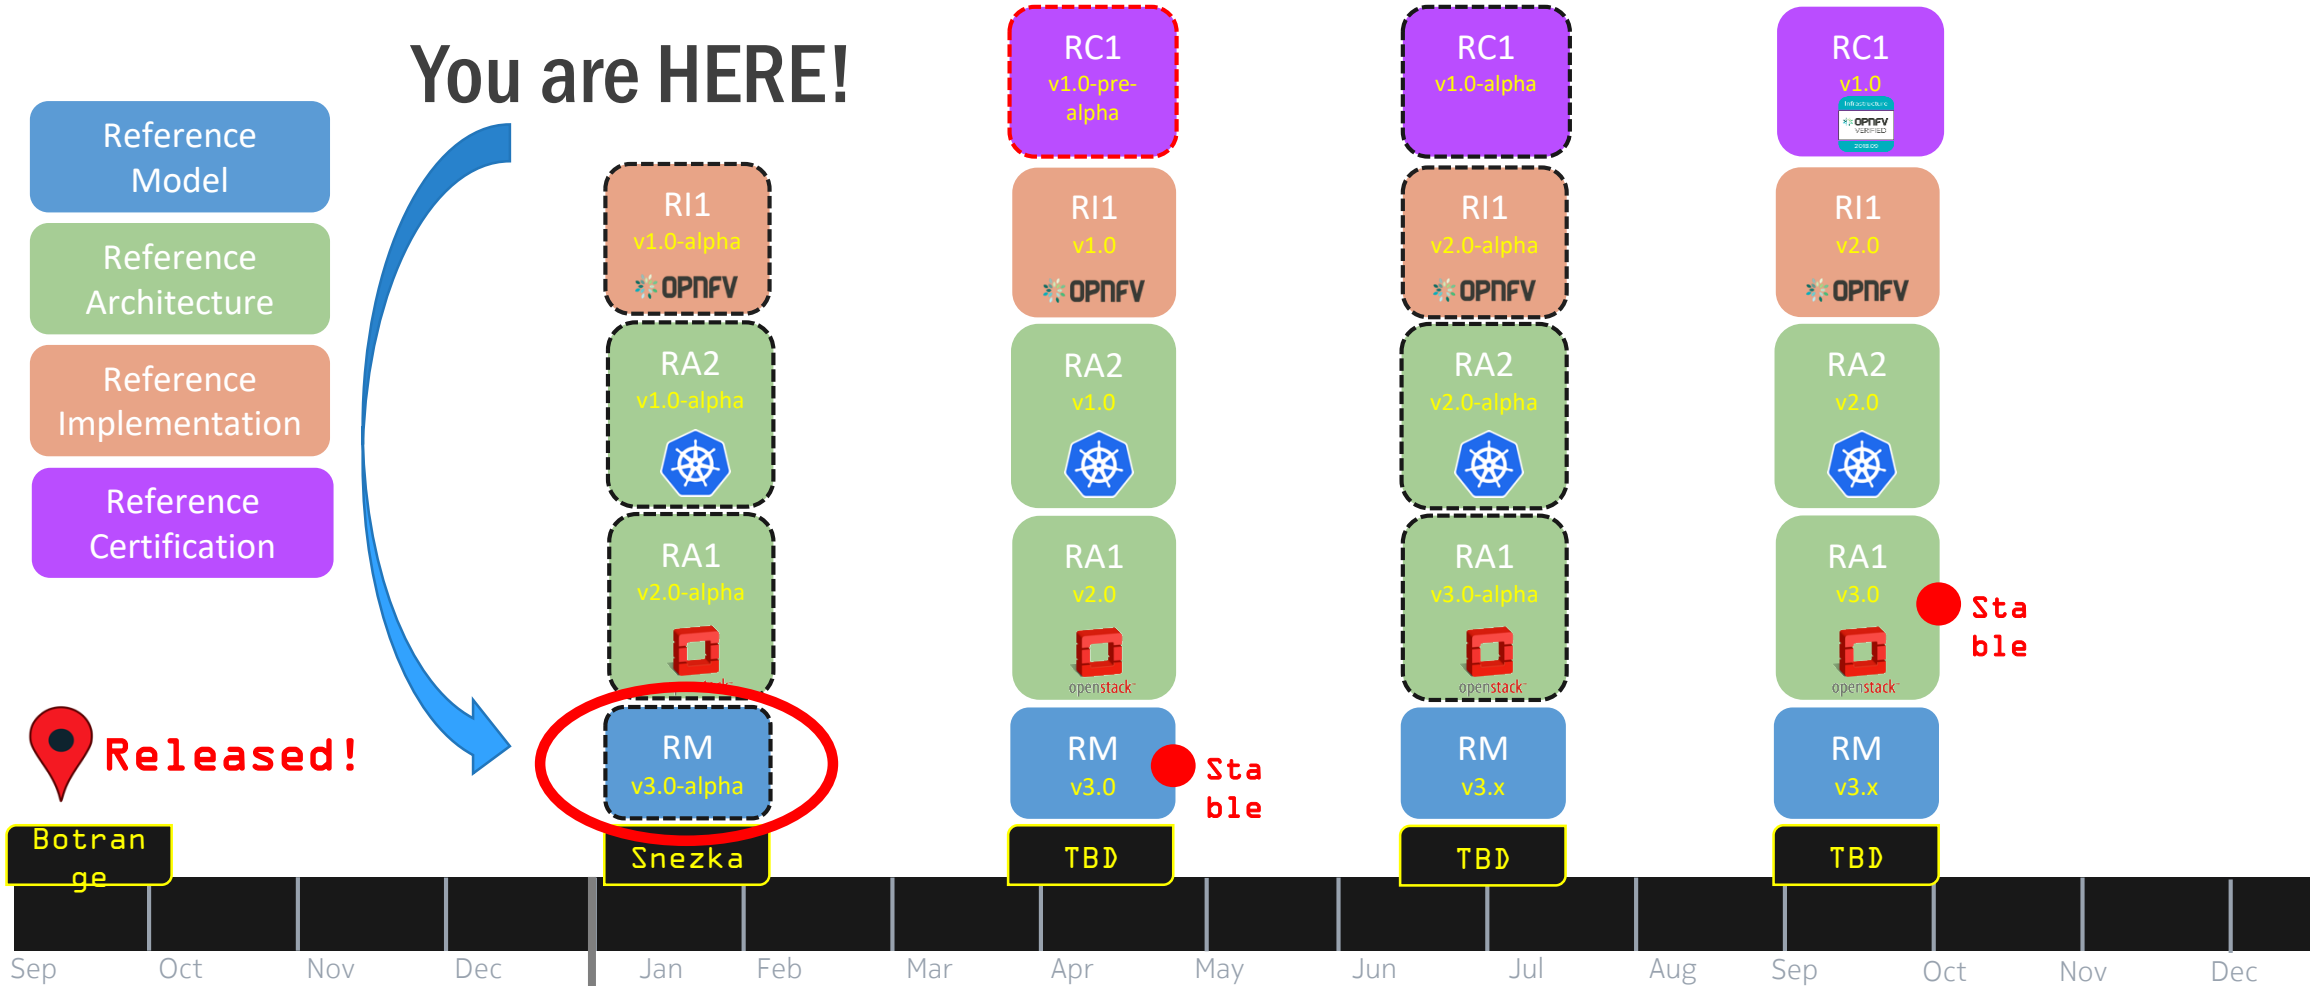 You are HERE!
Reference
Model
Reference
Architecture
Reference
Implementation
Reference
Certification
Released!
RI1
v1.0-alpha
OPNFV
RA2
v1.0-alpha
RA1
v2.0-alpha
RM
v3.0-alpha
RC1
v1.0-pre-
alpha
RI1
v1.0
OPNFV
RA2
v1.0
RA1
v2.0
openstack
RM
v3.0
Sta
ble
RC1
v1.0-alpha
RI1
v2.0-alpha
OPNFV
RA2
v2.0-alpha
RA1
v3.0-alpha
openstack
RM
v3.x
RC1
v1.0
Infrastructure
OPNFV
VERIFIED
2018.09
RI1
v2.0
OPNFV
RA2
v2.0
RA1
v3.0
openstack
Sta
ble
RM
v3.x
Botran
ge
Snezka
TBD
TBD
TBD
Sep Oct Nov Dec Jan Feb Mar Apr May Jun Jul Aug Sep Oct Nov Dec